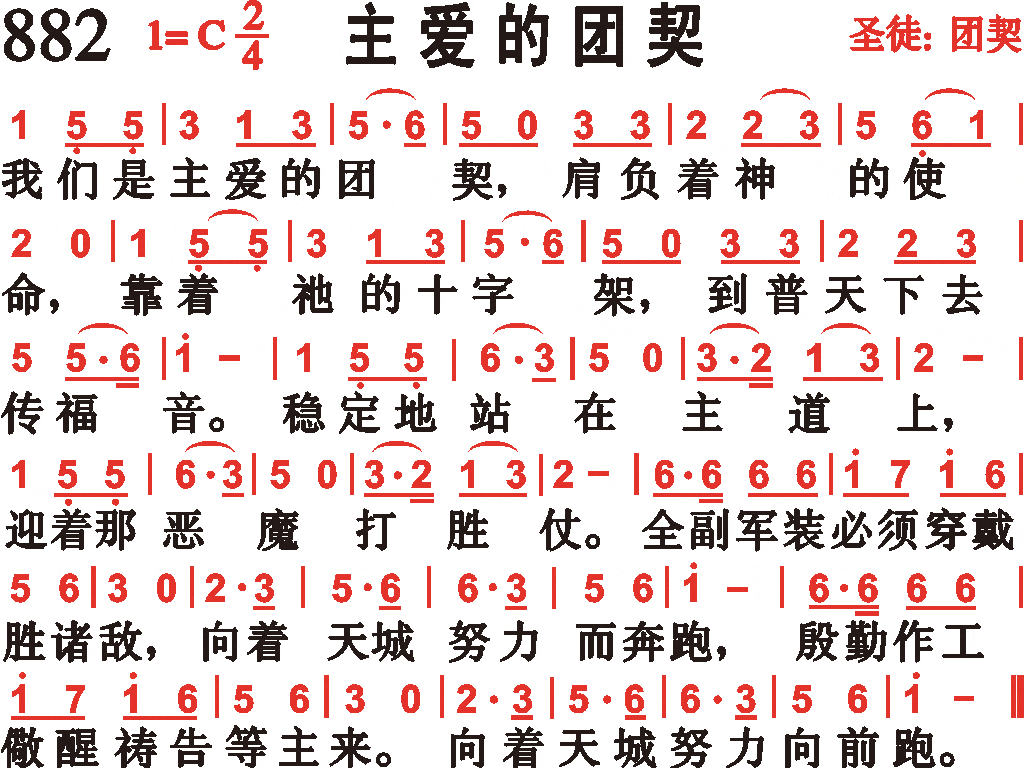 882 1=C 2/4 主爱的团契 圣徒：团契
1 5 5 | 3 1 3 | 5·6 | 5 0 3 3 | 2 2 3 | 5 6 1 |
我们是主爱的团契，肩负着神的使
2 0 | 1 5 5 | 3 1 3 | 5·6 | 5 0 3 3 | 2 2 3 |
命，靠着祂的十字架，到普天下去
5 5·6 | i - | 1 5 5 | 6·3 | 5 0 | 3·2 1 3 | 2 - |
传福音。稳定地站在主道上，
1 5 5 | 6·3 | 5 0 | 3·2 1 3 | 2 - | 6·6 6 6 | i 7 i 6 |
迎着那恶魔打胜仗。全副军装必须穿戴
5 6 | 3 0 | 2·3 | 5·6 | 6·3 | 5 6 | i - | 6·6 6 6 |
胜诸敌，向着天城努力而奔跑，殷勤作工
i 7 i 6 | 5 6 | 3 0 | 2·3 | 5·6 | 6·3 | 5 6 | i - ‖
儆醒祷告等主来。向着天城努力向前跑。